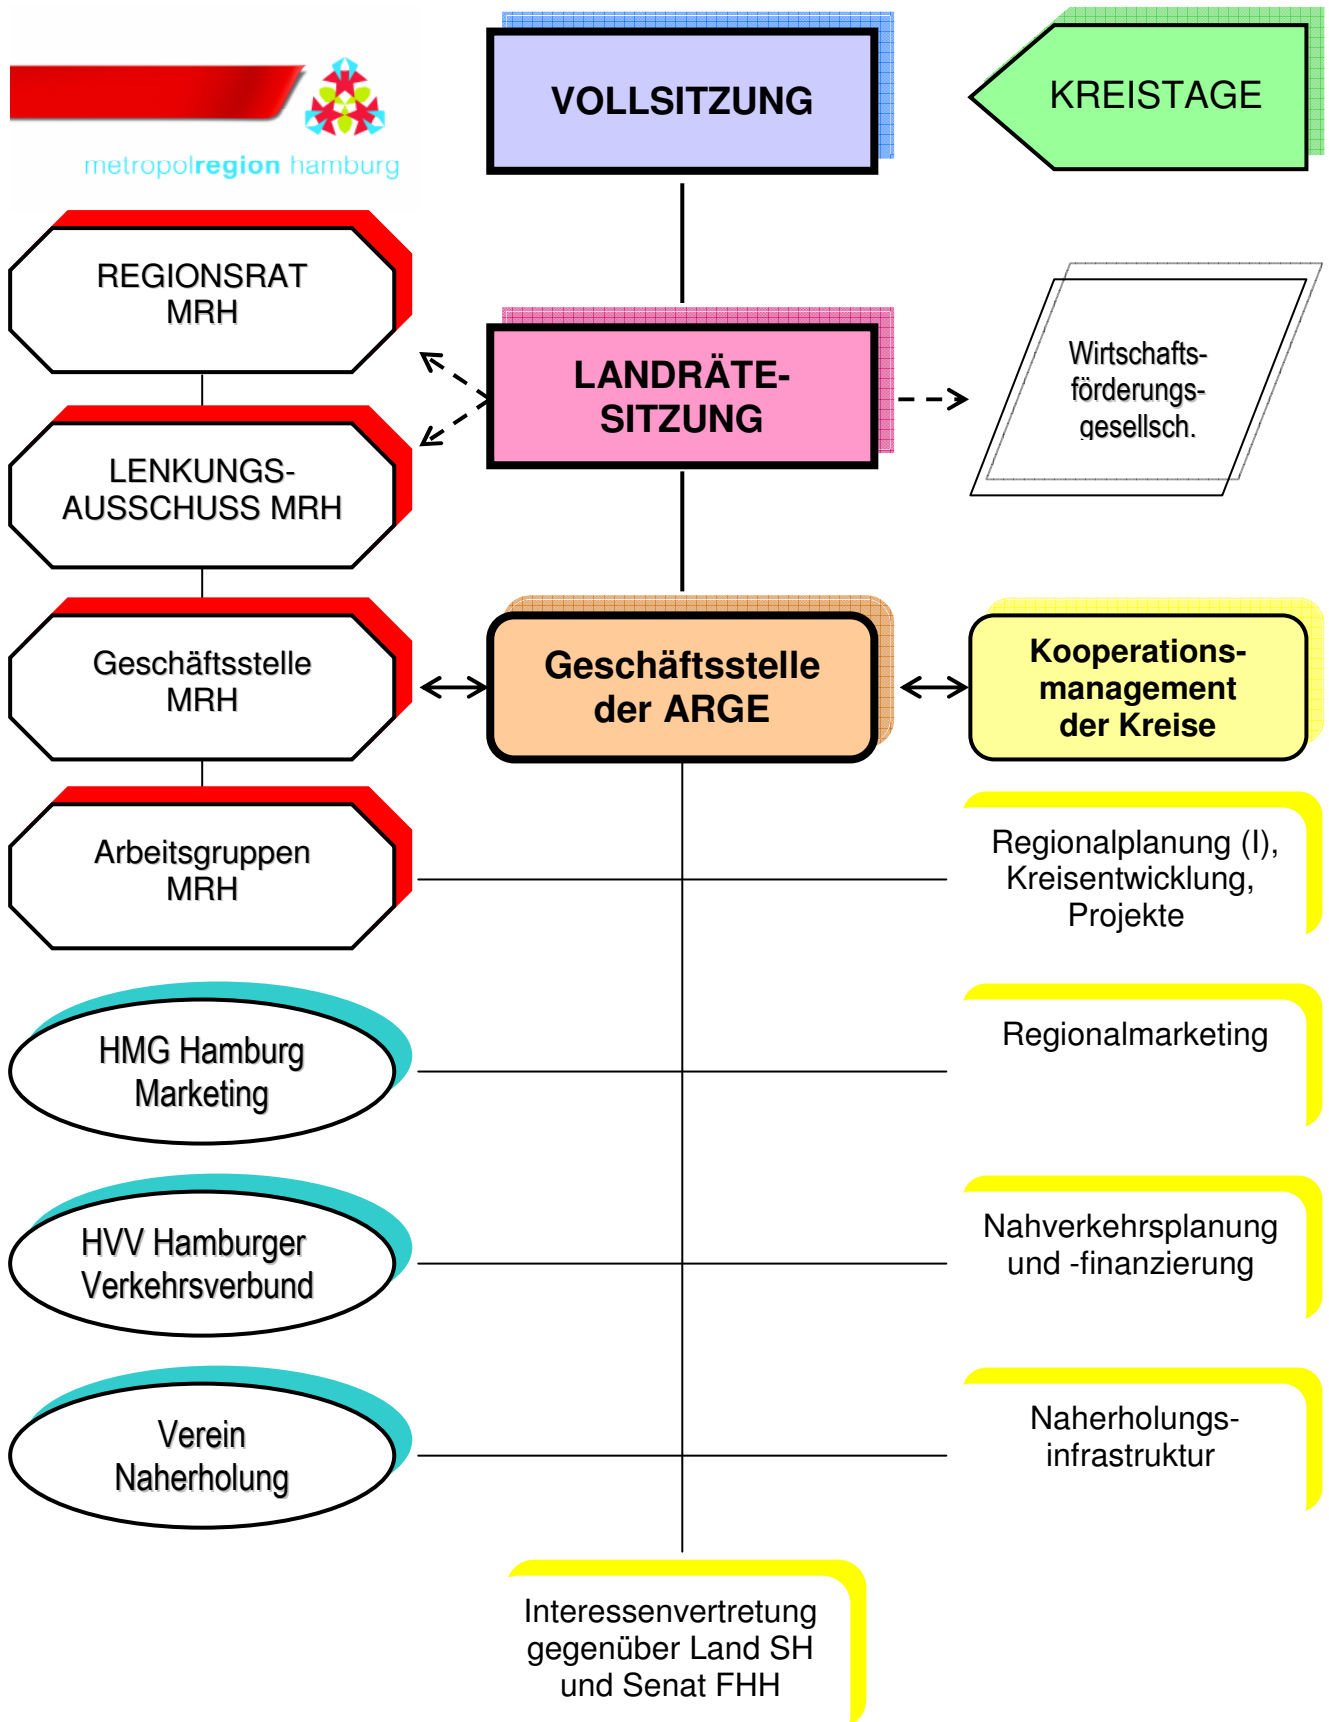 metropolregion hamburg
VOLLSITZUNG
KREISTAGE
REGIONSRAT
MRH
LANDRÄTE-
SITZUNG
Wirtschafts-
förderungs-
gesellsch.
LENKUNGS-
AUSSCHUSS MRH
Geschäftsstelle
MRH
Geschäftsstelle
der ARGE
Kooperations-
management
der Kreise
Arbeitsgruppen
MRH
Regionalplanung (I),
Kreisentwicklung,
Projekte
HMG Hamburg
Marketing
Regionalmarketing
HVV Hamburger
Verkehrsverbund
Nahverkehrsplanung
und -finanzierung
Verein
Naherholung
Naherholungs-
infrastruktur
Interessenvertretung
gegenüber Land SH
und Senat FHH